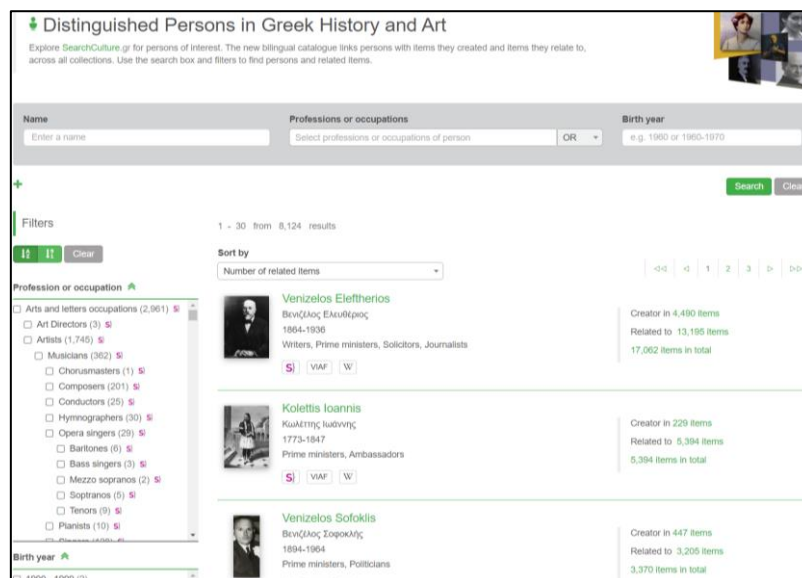 Distinguished Persons in Greek History and Art
Explore SearchCulture.gr for persons of interest. The new bilingual catalogue links persons with items they created and items they relate to,
across all collections. Use the search box and filters to find persons and related items.
Name
Professions or occupations
Birth year
Enter a name
Select professions or occupations of person
OR
e.g. 1960 or 1960-1970
+
Search
Clea
Filters
1 - 30 from 8,124 results
Clear
Sort by
Number of related items
1 2 3
Profession or occupation
Arts and letters occupations (2,961) S}
Art Directors (3) S}
Artists (1,745) S}
Musicians (362) S}
Chorusmasters (1) S}
Composers (201) S}
Conductors (25) S}
Hymnographers (30) S}
Opera singers (29) S}
Baritones (6) S}
Bass singers (3) S}
Mezzo sopranos (2) S}
Soptranos (5) S}
Tenors (9) S}
Pianists (10) S}
Birth year
Venizelos Eleftherios
Βενιζέλος Ελευθέριος
1864-1936
Writers, Prime ministers, Solicitors, Journalists
S} VIAF W
Creator in 4,490 items
Related to 13,195 items
17,062 items in total
Kolettis Ioannis
Κωλέττης Ιωάννης
1773-1847
Prime ministers, Ambassadors
S} VIAF W
Creator in 229 items
Related to 5,394 items
5,394 items in total
Venizelos Sofoklis
Βενιζέλος Σοφοκλής
1894-1964
Prime ministers, Politicians
Creator in 447 items
Related to 3,205 items
3,370 items in total